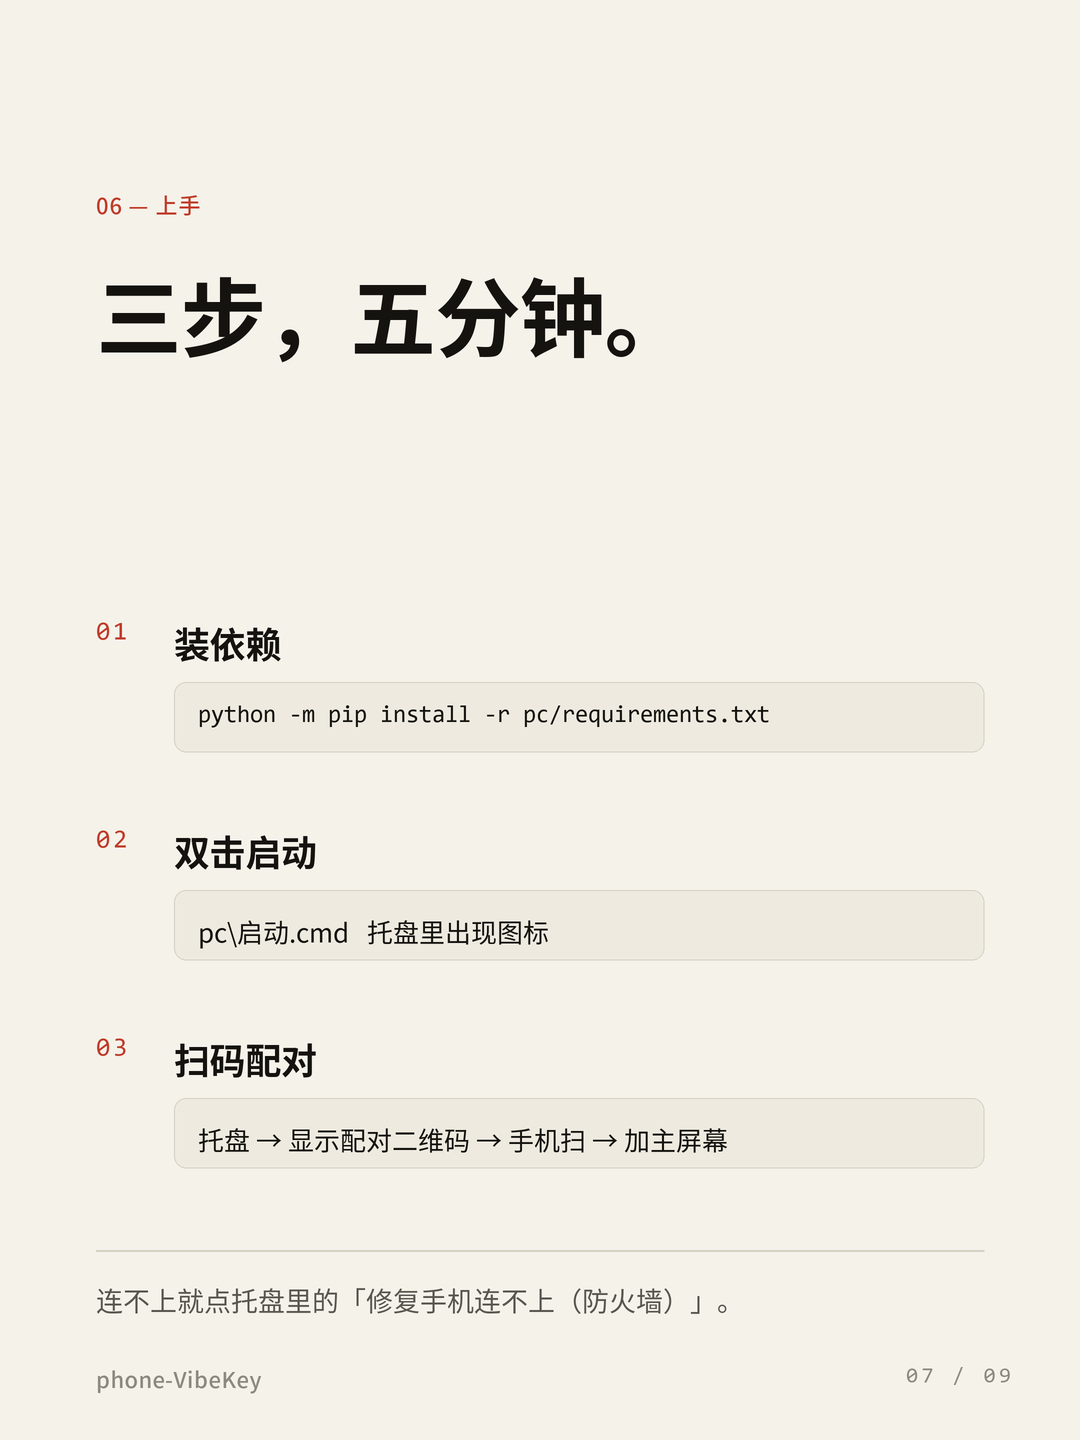 06 — 上手
三步，五分钟。
01
装依赖
python -m pip install -r pc/requirements.txt
02
双击启动
pc\启动.cmd 托盘里出现图标
03
扫码配对
托盘 → 显示配对二维码 → 手机扫 → 加主屏幕
连不上就点托盘里的「修复手机连不上（防火墙）」。
phone-VibeKey
07 / 09